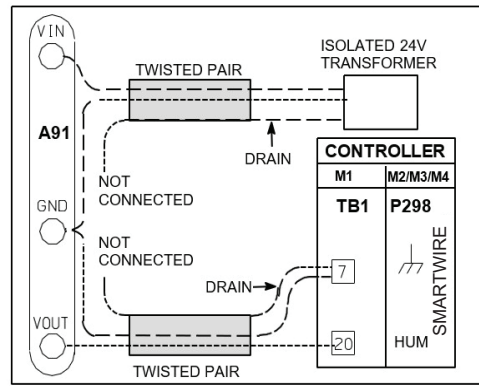 VIN
ISOLATED 24V
TRANSFORMER
TWISTED PAIR
A91
DRAIN
CONTROLLER
M1
M2/M3/M4
NOT
CONNECTED
TB1
P298
GND
NOT
CONNECTED
7
DRAIN
SMARTWIRE
VOUT
20
HUM
TWISTED PAIR